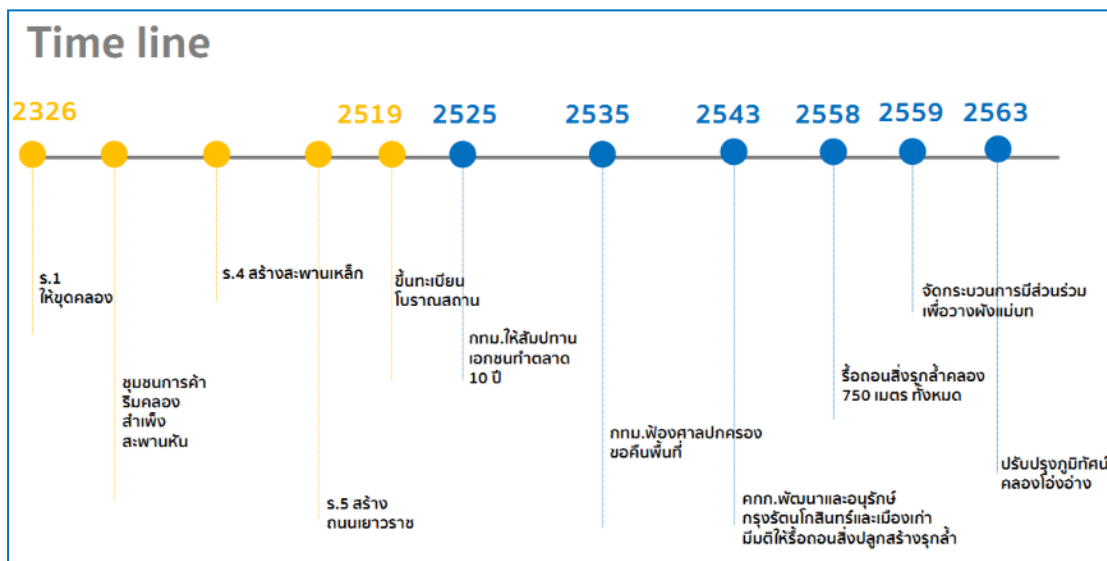 Time line
2326
2519
2525
2535
2543
2558
2559
2563
ร.1
ให้ขุดคลอง
ชุมชนการค้า
ริมคลอง
สำเพ็ง
สะพานหัน
ร.4 สร้างสะพานเหล็ก
ร.5 สร้าง
ถนนเยาวราช
ขึ้นทะเบียน
โบราณสถาน
กทม.ให้สัมปทาน
เอกชนทำตลาด
10 ปี
กทม.ฟ้องศาลปกครอง
ขอคืนพื้นที่
คกก.พัฒนาและอนุรักษ์
กรุงรัตนโกสินทร์และเมืองเก่า
มีมติให้รื้อถอนสิ่งปลูกสร้างรุกล้ำ
รื้อถอนสิ่งรุกล้ำคลอง
750 เมตร ทั้งหมด
จัดกระบวนการมีส่วนร่วม
เพื่อวางผังแม่บท
ปรับปรุงภูมิทัศน์
คลองโอ่งอ่าง